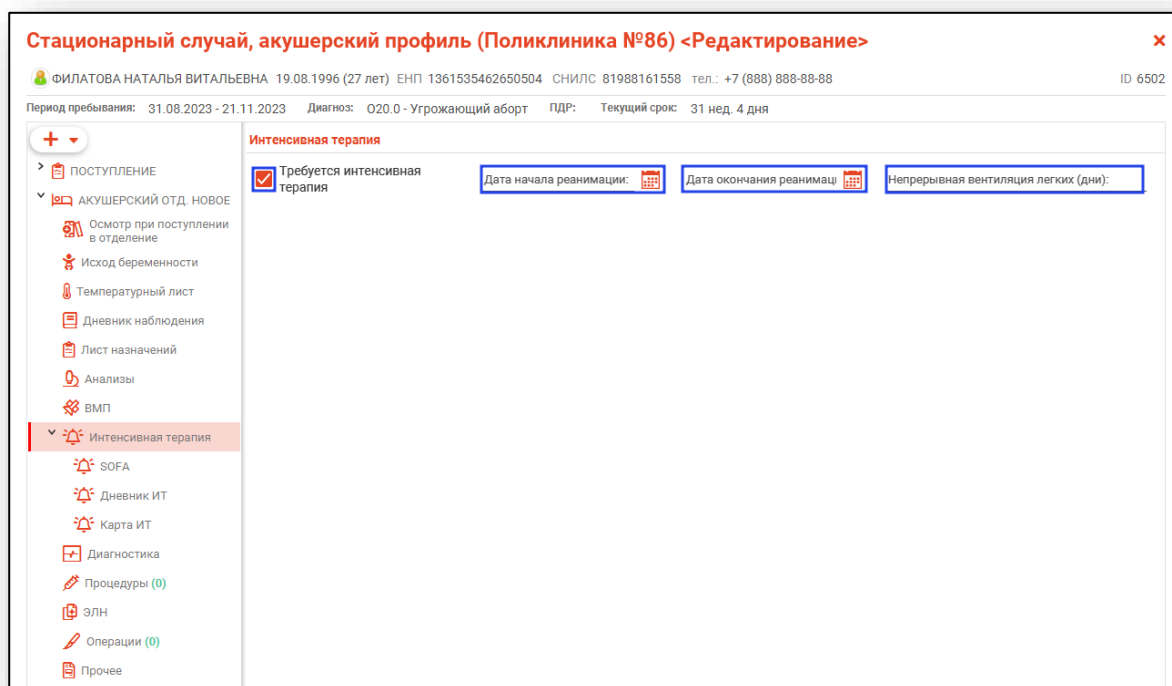 Стационарный случай, акушерский профиль (Поликлиника №86) <Редактирование>
ФИЛАТОВА НАТАЛЬЯ ВИТАЛЬЕВНА 19.08.1996 (27 лет) ЕНП 1361535462650504 СНИЛС 81988161558 тел.: +7 (888) 888-88-88 ID 6502
Период пребывания: 31.08.2023 - 21.11.2023 Диагноз: O20.0 - Угрожающий аборт ПДР: Текущий срок: 31 нед. 4 дня
Интенсивная терапия
ПОСТУПЛЕНИЕ
АКУШЕРСКИЙ ОТД. НОВОЕ
Осмотр при поступлении
в отделение
Исход беременности
Температурный лист
Дневник наблюдения
Лист назначений
Анализы
ВМП
Интенсивная терапия
SOFA
Дневник ИТ
Карта ИТ
Диагностика
Процедуры (0)
ЭЛН
Операции (0)
Прочее
Требуется интенсивная
терапия
Дата начала реанимации:
Дата окончания реанимац
Непрерывная вентиляция легких (дни):